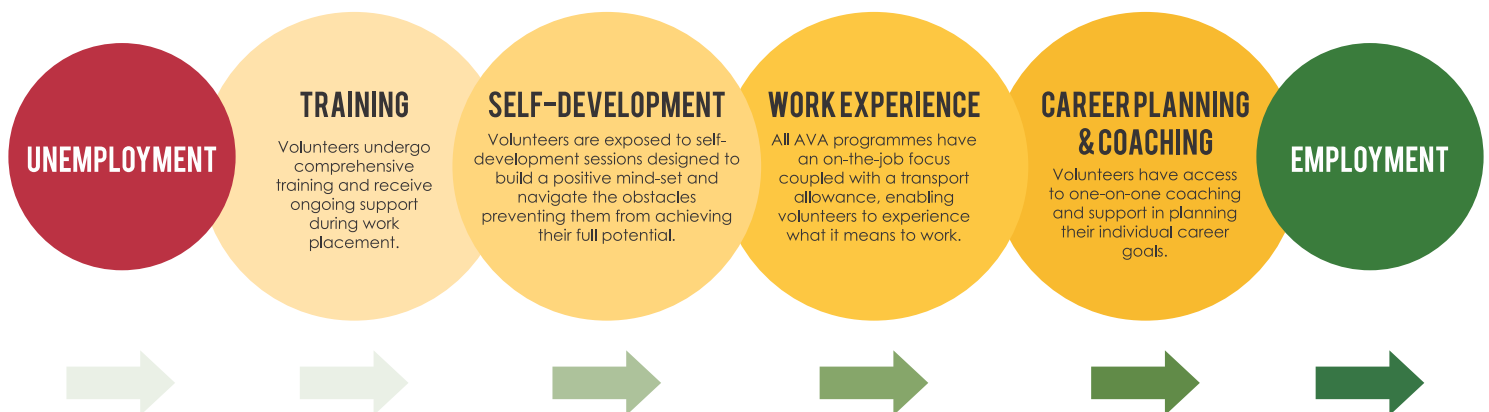 UNEMPLOYMENT
TRAINING
Volunteers undergo
comprehensive
training and receive
ongoing support
during work
placement.
SELF-DEVELOPMENT
Volunteers are exposed to self-
development sessions designed to
build a positive mind-set and
navigate the obstacles
preventing them from achieving
their full potential.
WORK EXPERIENCE
All AVA programmes have
an on-the-job focus
coupled with a transport
allowance, enabling
volunteers to experience
what it means to work.
CAREER PLANNING
& COACHING
Volunteers have access
to one-on-one coaching
and support in planning
their individual career
goals.
EMPLOYMENT